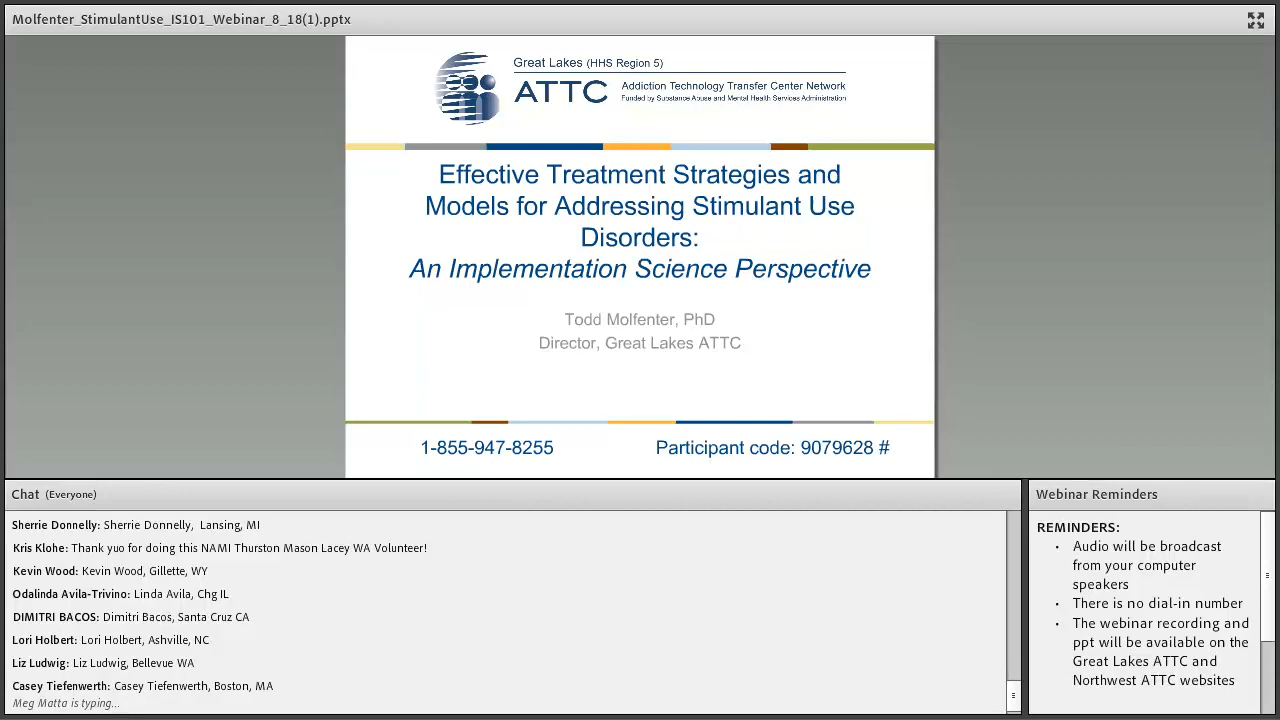 Molfenter_StimulantUse_IS101_Webinar_8_18(1).pptx
Great Lakes (HHS Region 5)
ATTC
Addiction Technology Transfer Center Network
Funded by Substance Abuse and Mental Health Services Administration
Effective Treatment Strategies and
Models for Addressing Stimulant Use
Disorders:
An Implementation Science Perspective
Todd Molfenter, PhD
Director, Great Lakes ATTC
1-855-947-8255
Participant code: 9079628 #
Chat (Everyone)
Sherrie Donnelly: Sherrie Donnelly, Lansing, MI
Kris Klohe: Thank yuo for doing this NAMI Thurston Mason Lacey WA Volunteer!
Kevin Wood: Kevin Wood, Gillette, WY
Odalinda Avila-Trivino: Linda Avila, Chg IL
DIMITRI BACOS: Dimitri Bacos, Santa Cruz CA
Lori Holbert: Lori Holbert, Ashville, NC
Liz Ludwig: Liz Ludwig, Bellevue WA
Casey Tiefenwerth: Casey Tiefenwerth, Boston, MA
Meg Matta is typing...
Webinar Reminders
REMINDERS:
• Audio will be broadcast
from your computer
speakers
• There is no dial-in number
• The webinar recording and
ppt will be available on the
Great Lakes ATTC and
Northwest ATTC websites